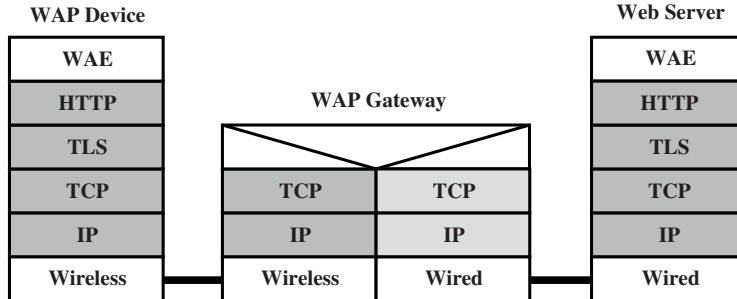 WAP Device
WAE
HTTP
TLS
TCP
IP
Wireless
WAP Gateway
TCP
TCP
IP
IP
Wireless
Wired
Web Server
WAE
HTTP
TLS
TCP
IP
Wired